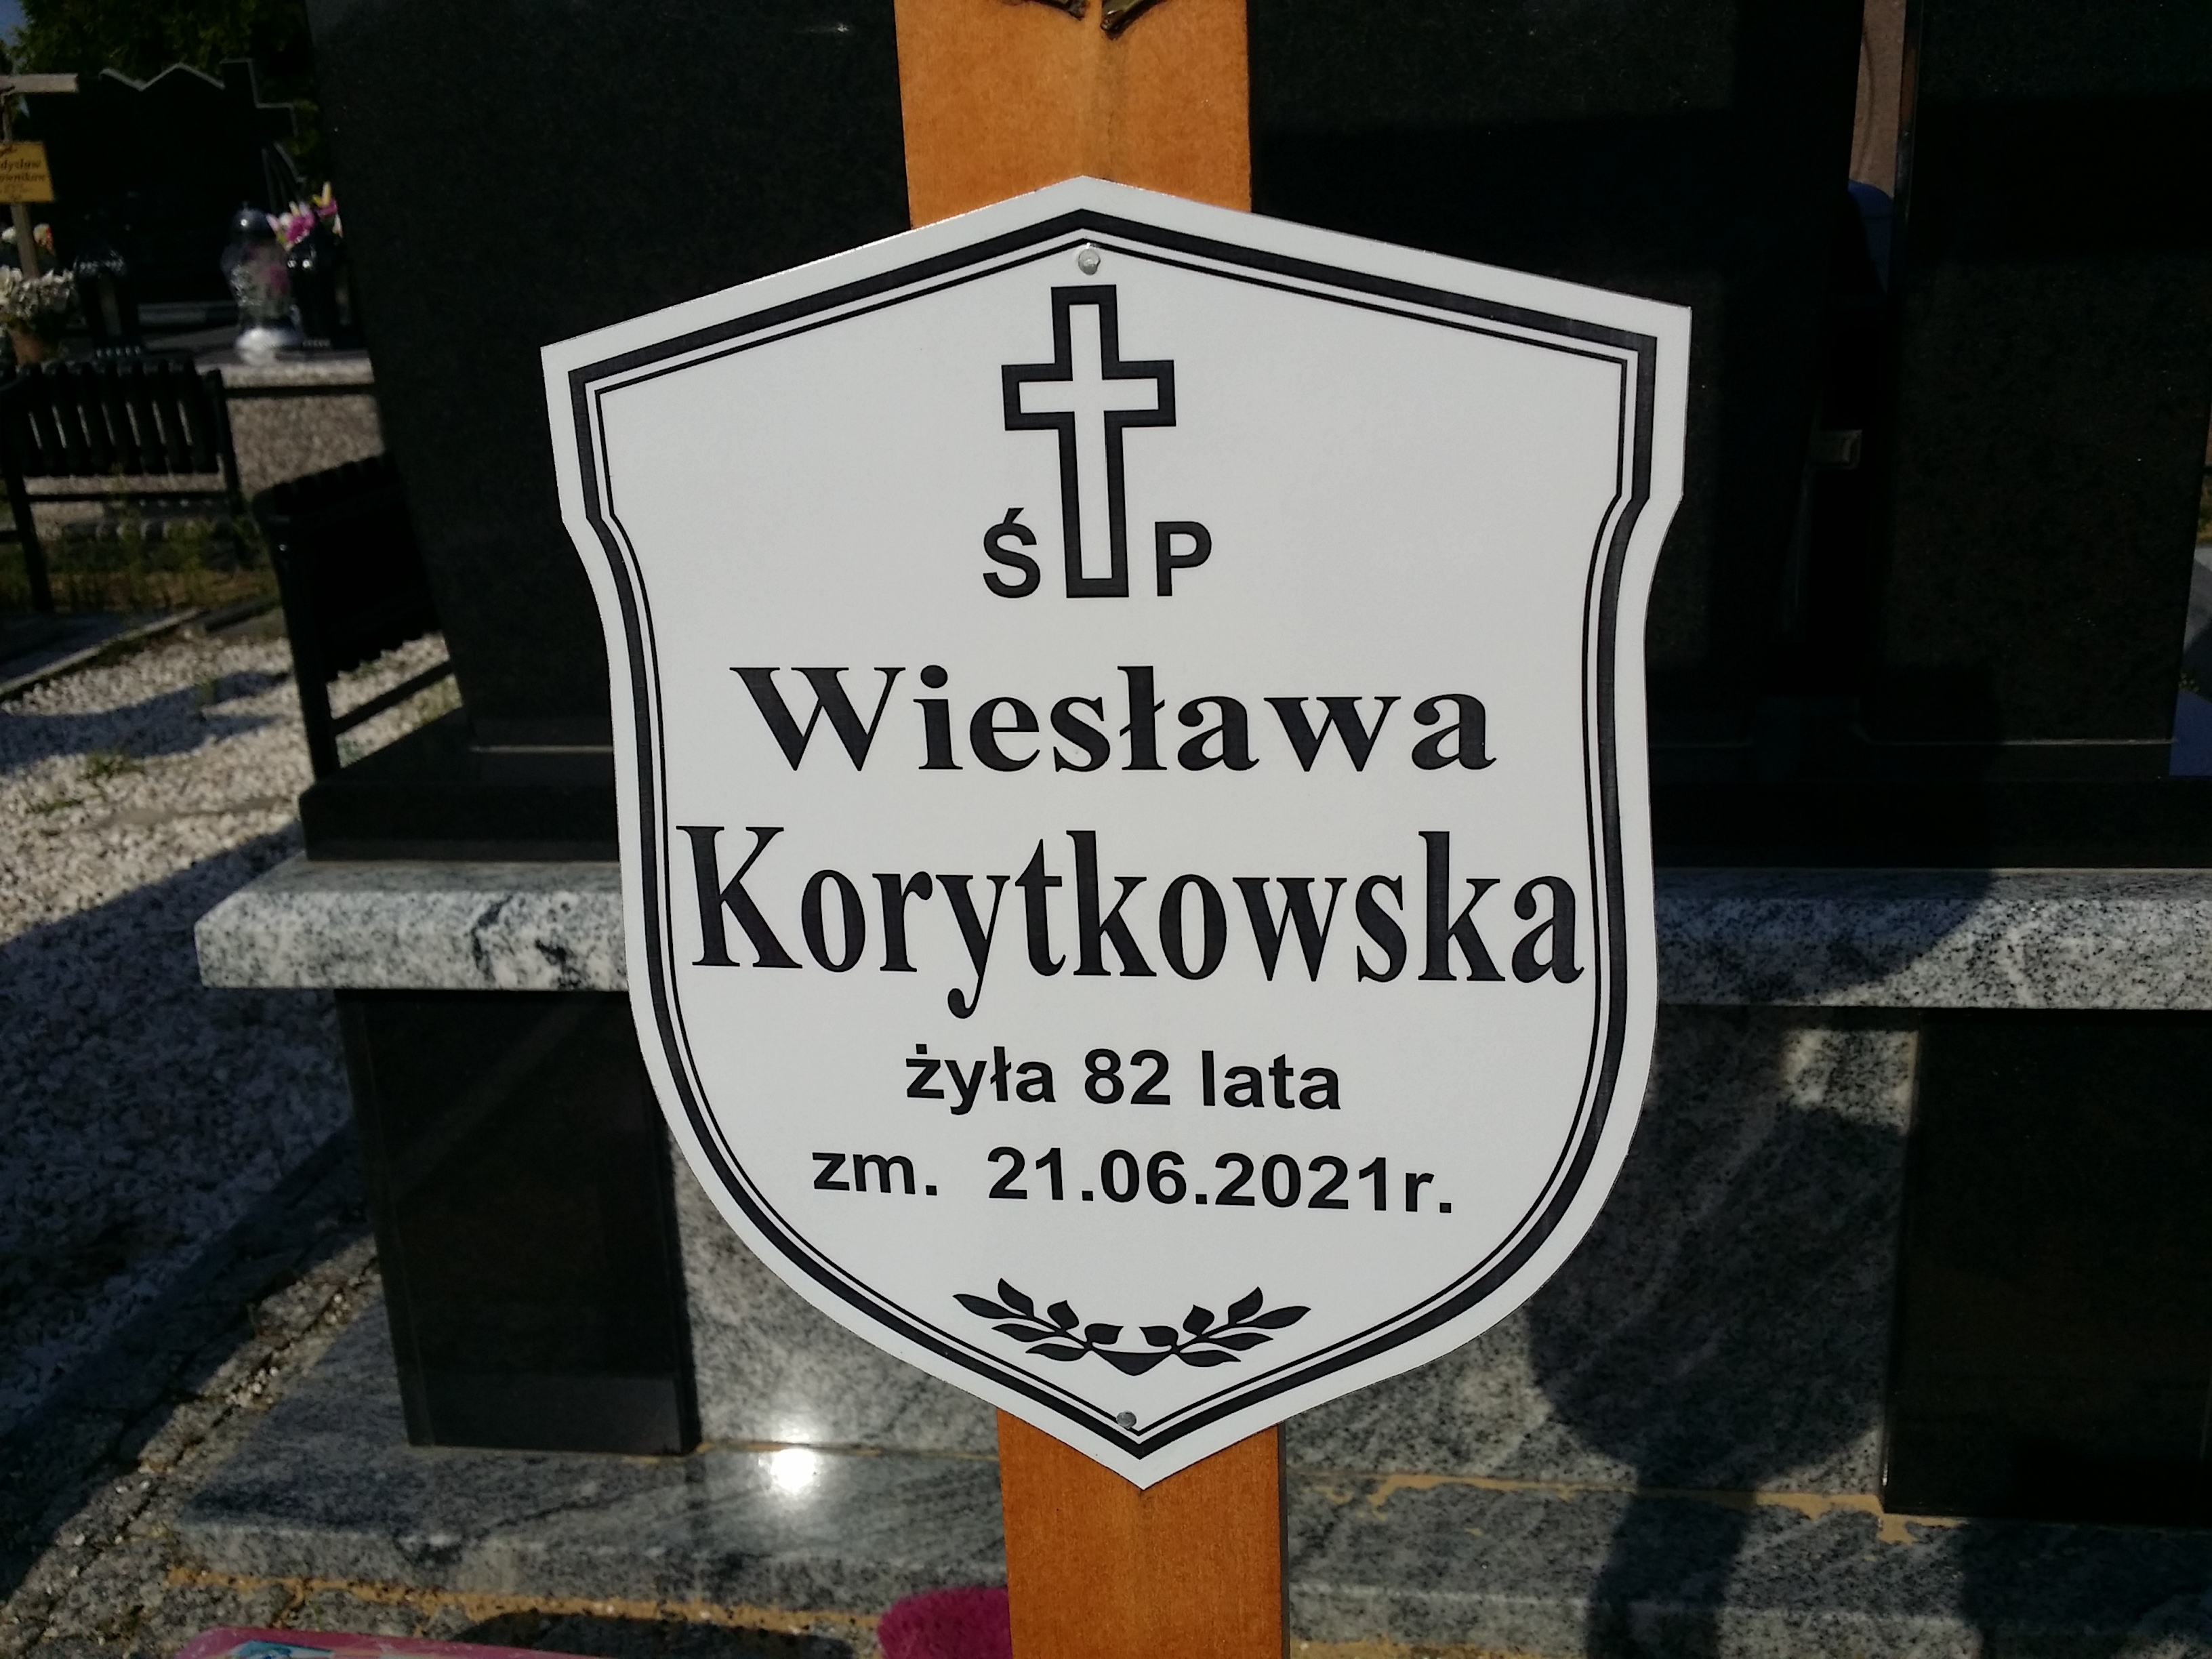 Ś P
Wiesława
Korytkowska
żyła 82 lata
zm. 21.06.2021r.